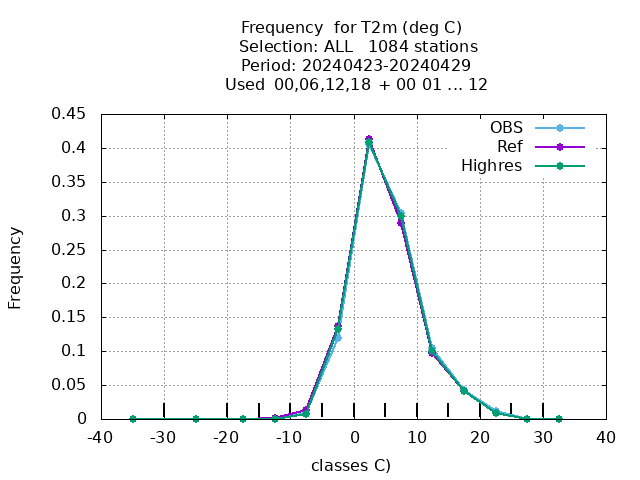 Frequency for T2m (deg C)
Selection: ALL 1084 stations
Period: 20240423-20240429
Used 00,06,12,18 + 00 01 ... 12
0.45
0.4
0.35
0.3
0.25
0.2
0.15
0.1
0.05
0
Frequency
OBS
Ref
Highres
-40 -30 -20 -10 0 10 20 30 40
classes C)